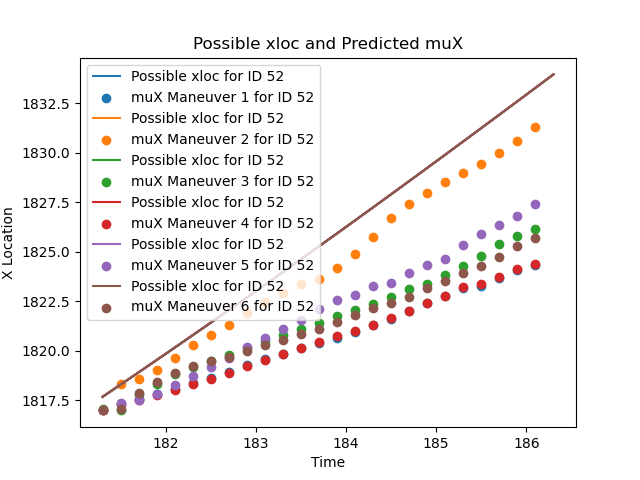 Possible xloc and Predicted muX
Possible xloc for ID 52
muX Maneuver 1 for ID 52
Possible xloc for ID 52
muX Maneuver 2 for ID 52
Possible xloc for ID 52
muX Maneuver 3 for ID 52
Possible xloc for ID 52
muX Maneuver 4 for ID 52
Possible xloc for ID 52
muX Maneuver 5 for ID 52
Possible xloc for ID 52
muX Maneuver 6 for ID 52
X Location
1832.5
1830.0
1827.5
1825.0
1822.5
1820.0
1817.5
182 183 184 185 186
Time